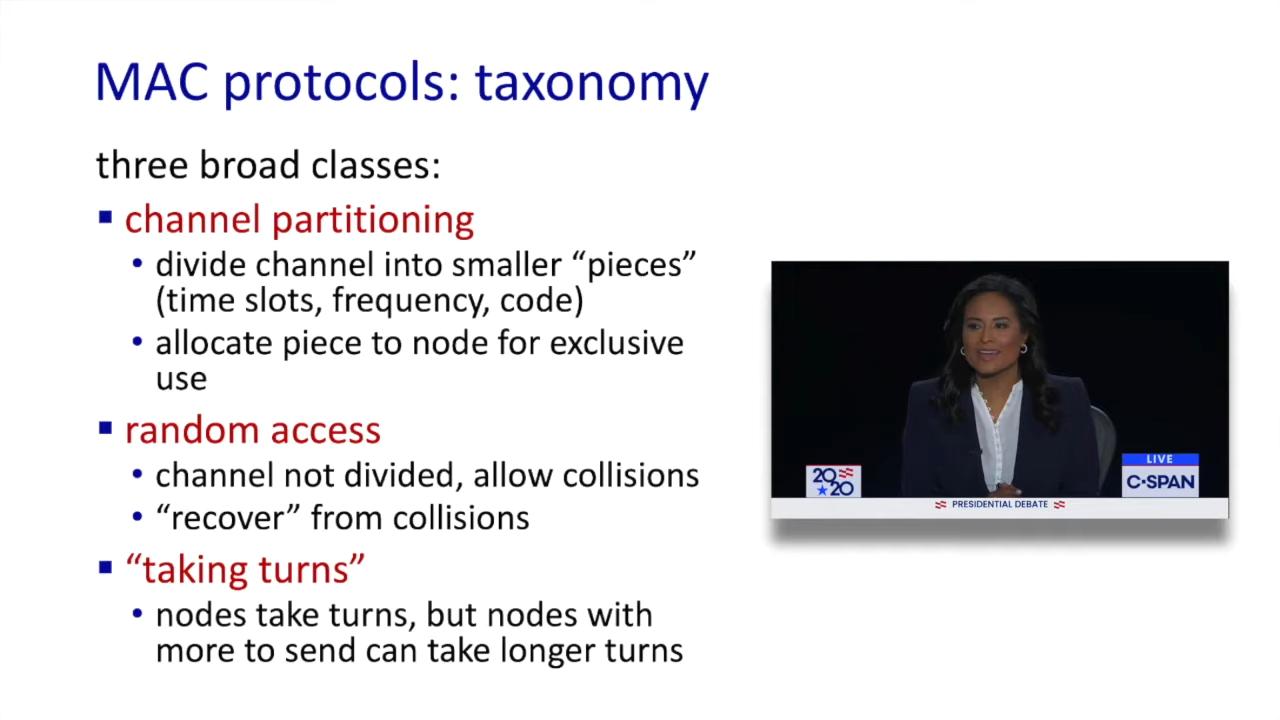 MAC protocols: taxonomy
three broad classes:
▪ channel partitioning
• divide channel into smaller “pieces”
(time slots, frequency, code)
• allocate piece to node for exclusive
use
▪ random access
• channel not divided, allow collisions
• “recover” from collisions
▪ “taking turns”
• nodes take turns, but nodes with
more to send can take longer turns
20
20
LIVE
C-SPAN
PRESIDENTIAL DEBATE